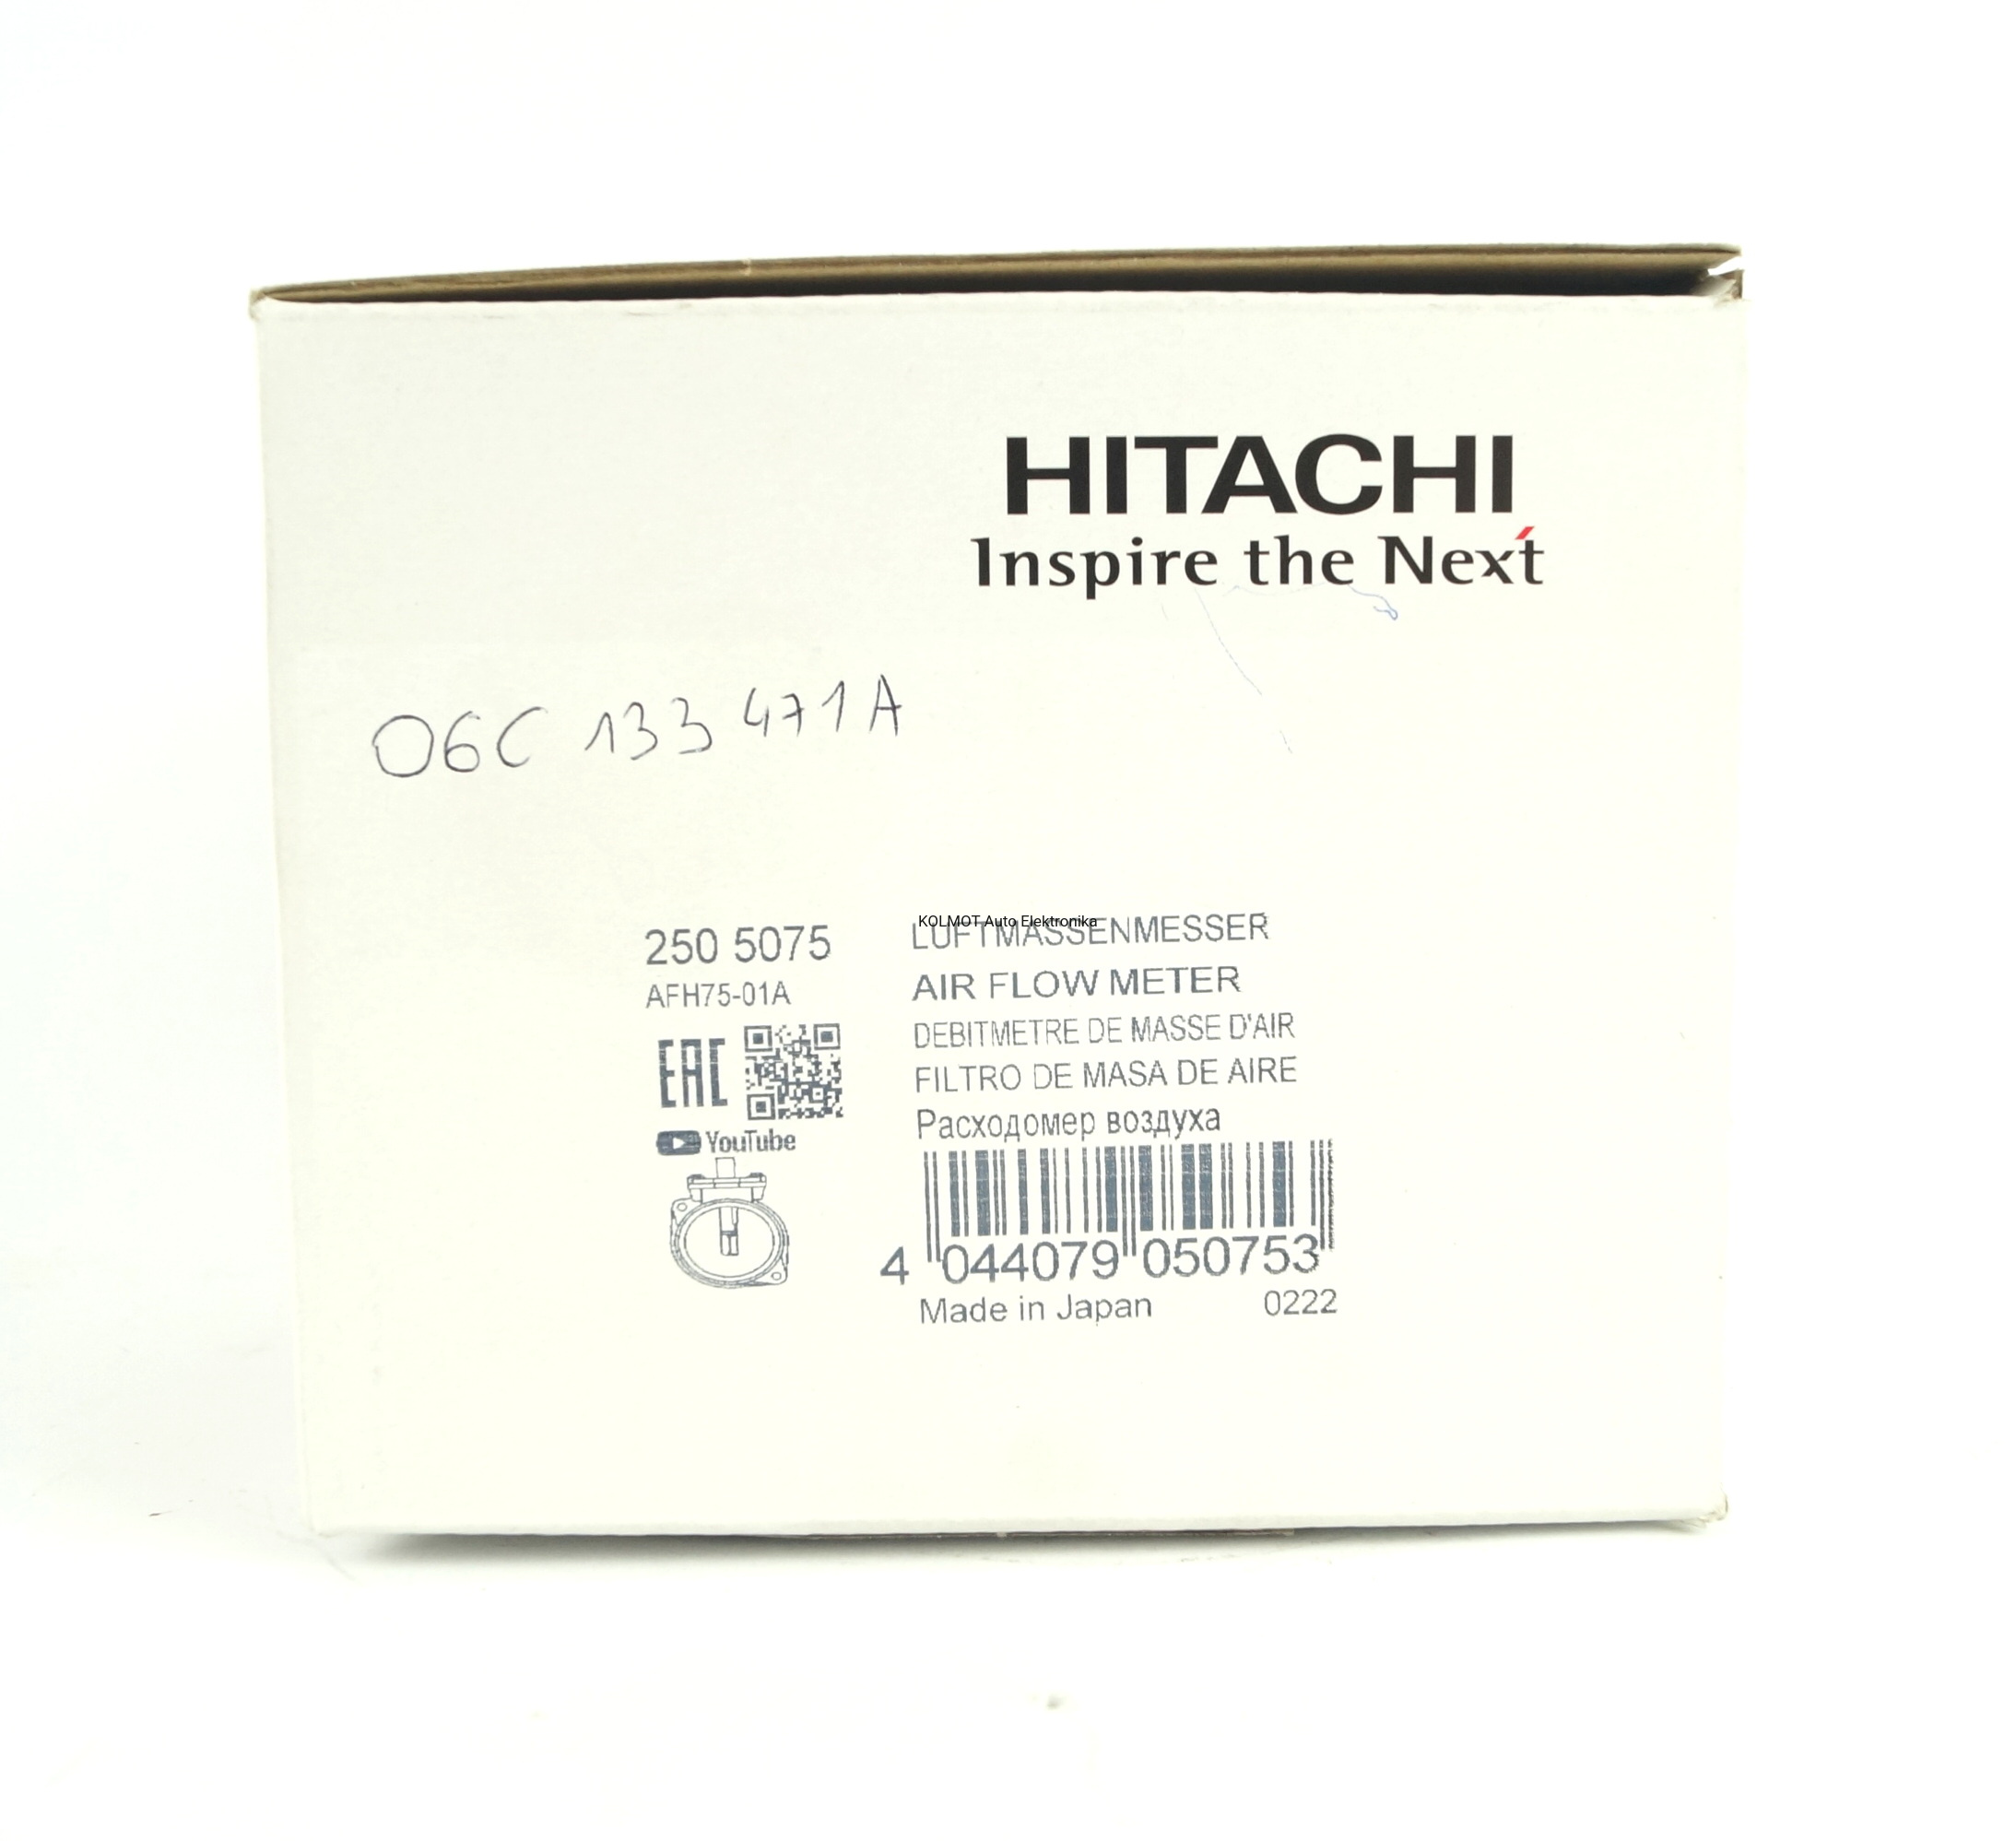 HITACHI
Inspire the Next
06C 133 471A
250 5075
AFH75-01A
EAC
YouTube
KOLMOT Auto Elektronika
LUFTMASSENMESSER
AIR FLOW METER
DEBITMETRE DE MASSE D'AIR
FILTRO DE MASA DE AIRE
Расходомер воздуха
4 044079 050753
Made in Japan 0222